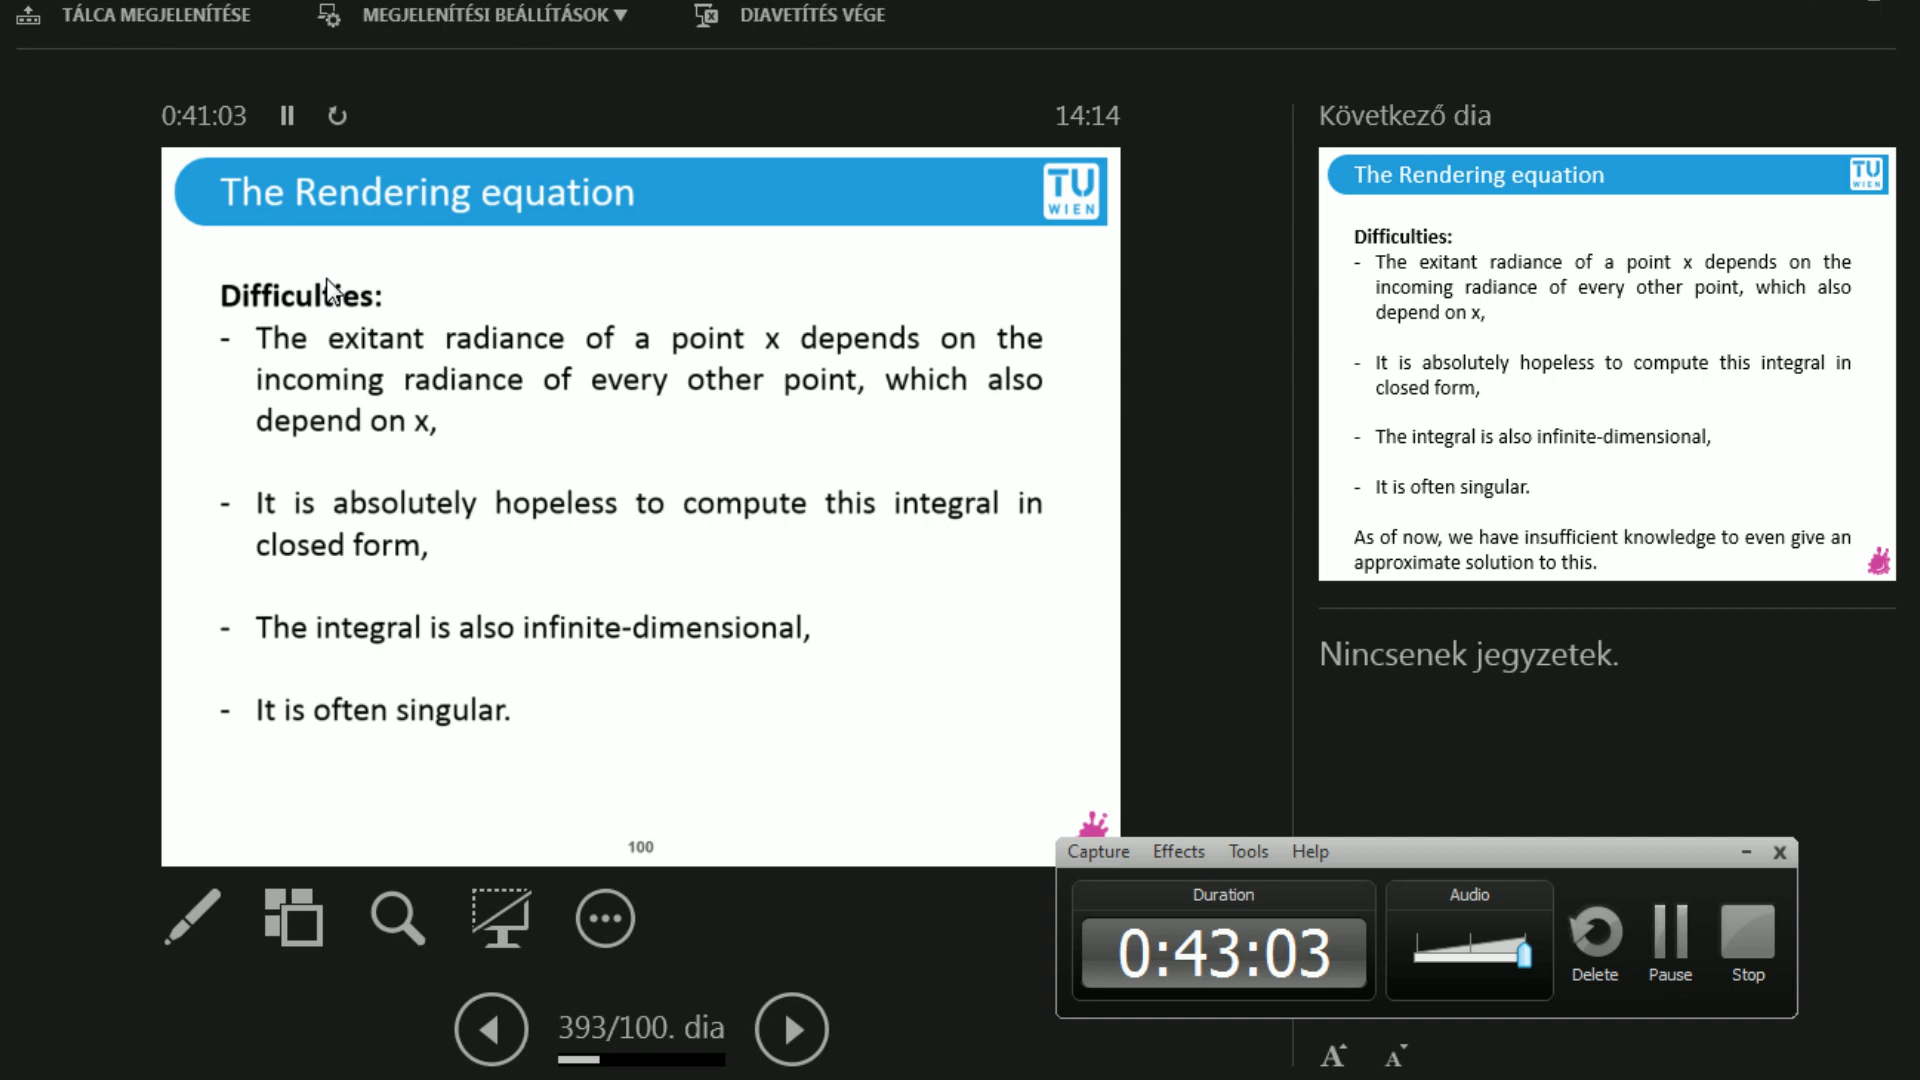 TÁLCA MEGJELENÍTÉSE
MEGJELENÍTÉSI BEÁLLÍTÁSOK ▼
DIAVETÍTÉS VÉGE
0:41:03
14:14
The Rendering equation
TU
WIEN
Difficulties:
- The exitant radiance of a point x depends on the
incoming radiance of every other point, which also
depend on x,
- It is absolutely hopeless to compute this integral in
closed form,
- The integral is also infinite-dimensional,
- It is often singular.
100
393/100. dia
Következő dia
The Rendering equation
TU
WIEN
Difficulties:
- The exitant radiance of a point x depends on the
incoming radiance of every other point, which also
depend on x,
- It is absolutely hopeless to compute this integral in
closed form,
- The integral is also infinite-dimensional,
- It is often singular.
As of now, we have insufficient knowledge to even give an
approximate solution to this.
Nincsenek jegyzetek.
Capture Effects Tools Help
Duration
0:43:03
Audio
Delete
Pause
Stop
A A